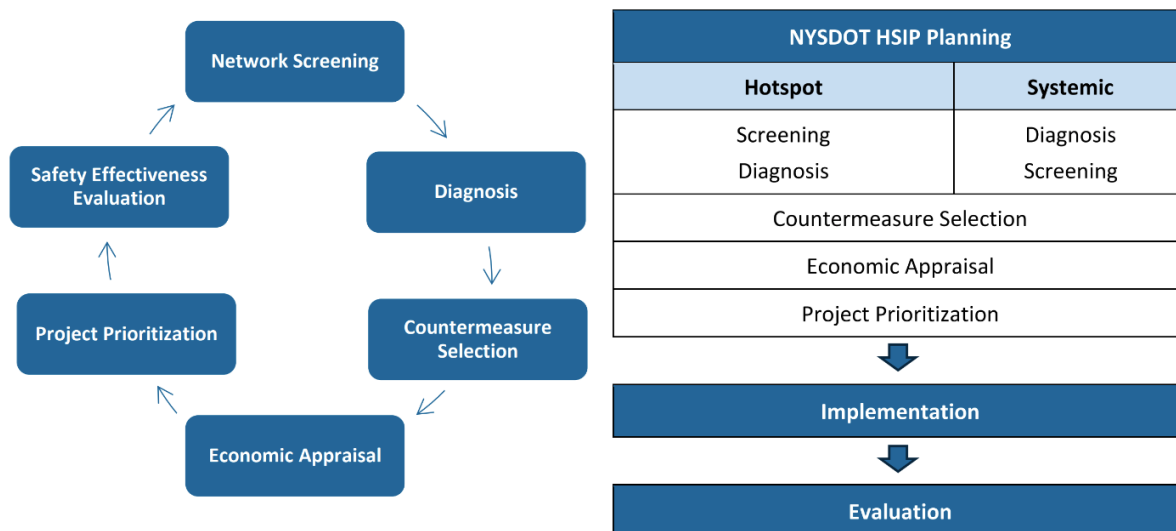 Network Screening
Diagnosis
Countermeasure
Selection
Economic Appraisal
Project Prioritization
Safety Effectiveness
Evaluation
NYSDOT HSIP Planning
Hotspot
Systemic
Screening
Diagnosis
Diagnosis
Screening
Countermeasure Selection
Economic Appraisal
Project Prioritization
Implementation
Evaluation